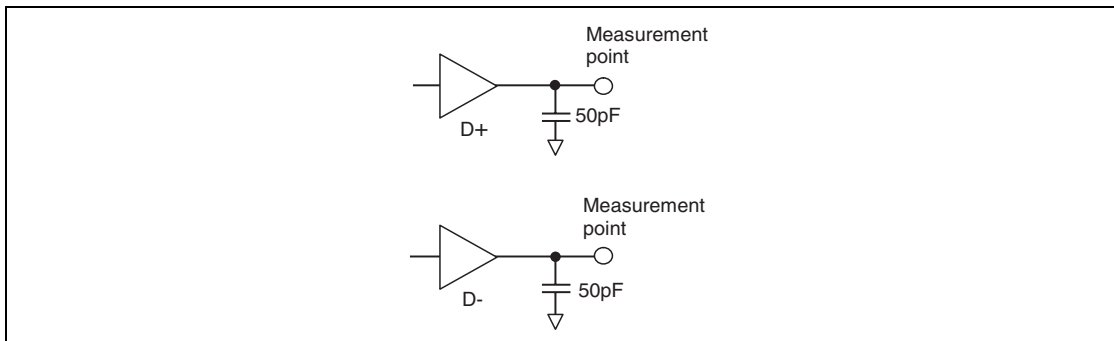 Measurement
point
50pF
D+
Measurement
point
50pF
D-